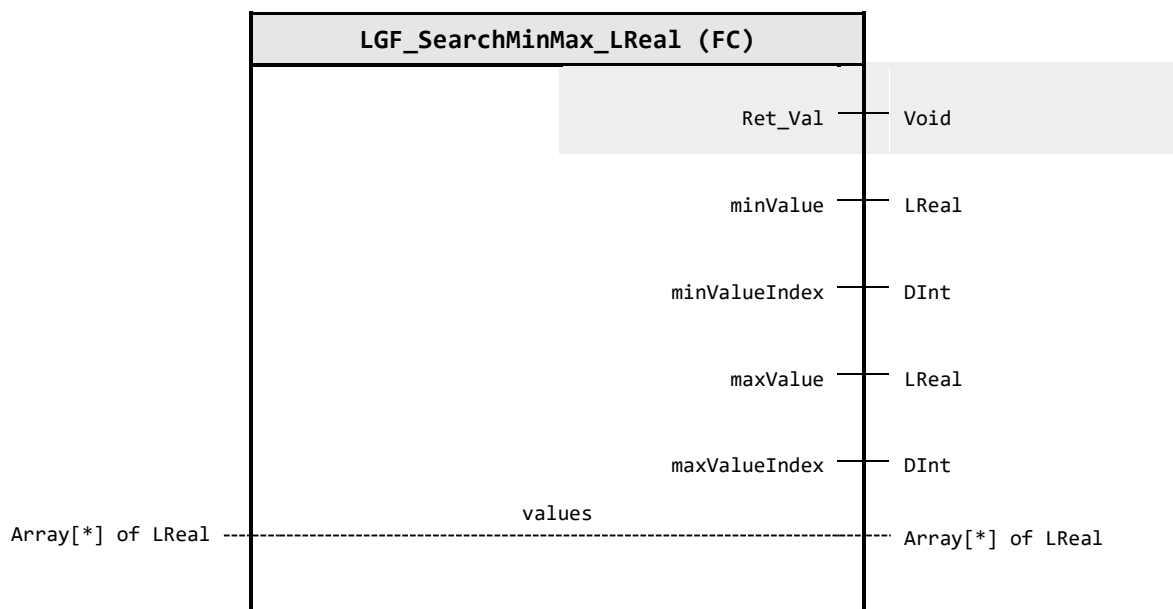 LGF_SearchMinMax_LReal (FC)
Ret_Val Void
minValue LReal
minValueIndex DInt
maxValue LReal
maxValueIndex DInt
values
Array[*] of LReal Array[*] of LReal